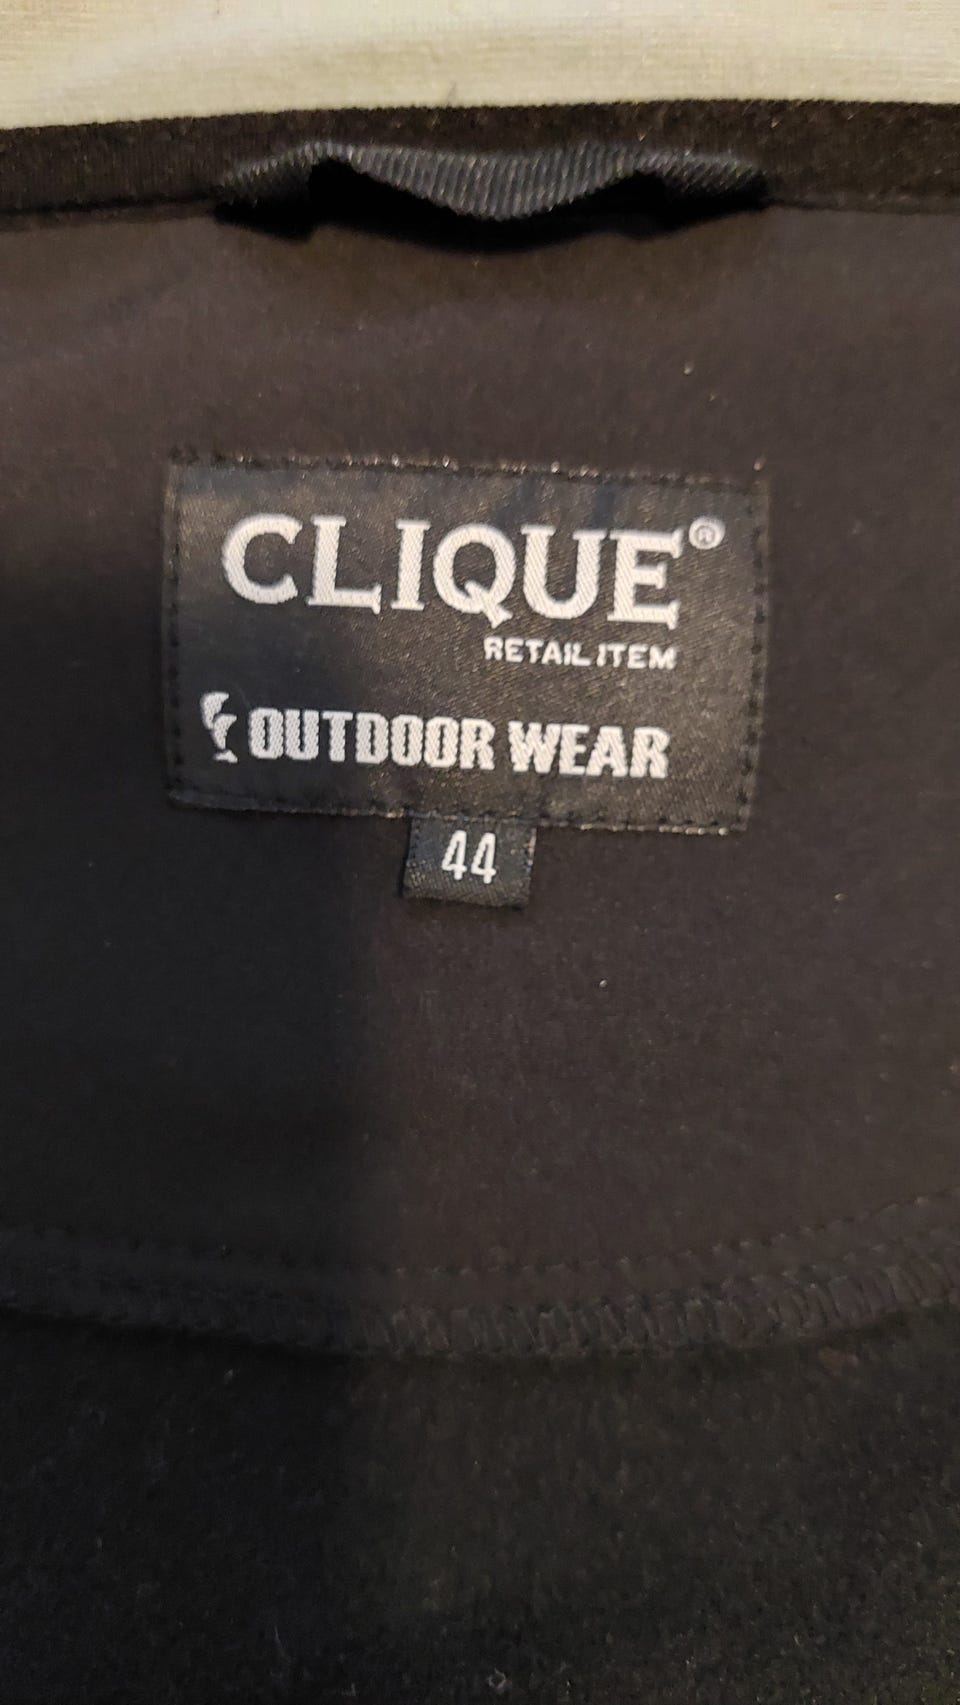 CLIQUE®
RETAIL ITEM
OUTDOOR WEAR
44